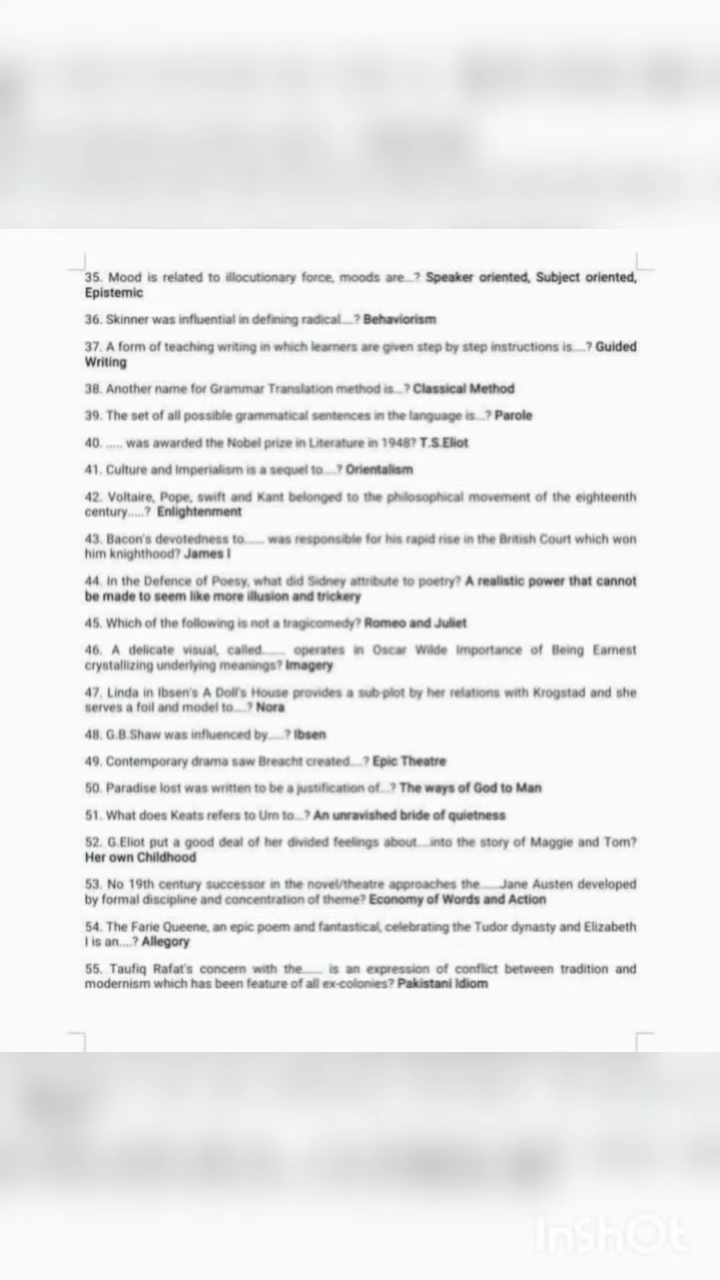 35. Mood is related to illocutionary force, moods are...? Speaker oriented, Subject oriented,
Epistemic
36. Skinner was influential in defining radical....? Behaviorism
37. A form of teaching writing in which learners are given step by step instructions is....? Guided
Writing
38. Another name for Grammar Translation method is...? Classical Method
39. The set of all possible grammatical sentences in the language is...? Parole
40. ..... was awarded the Nobel prize in Literature in 1948? T.S.Eliot
41. Culture and Imperialism is a sequel to....? Orientalism
42. Voltaire, Pope, swift and Kant belonged to the philosophical movement of the eighteenth
century.....? Enlightenment
43. Bacon's devotedness to...... was responsible for his rapid rise in the British Court which won
him knighthood? James I
44. In the Defence of Poesy, what did Sidney attribute to poetry? A realistic power that cannot
be made to seem like more illusion and trickery
45. Which of the following is not a tragicomedy? Romeo and Juliet
46. A delicate visual, called...... operates in Oscar Wilde Importance of Being Earnest
crystallizing underlying meanings? Imagery
47. Linda in Ibsen's A Doll's House provides a sub-plot by her relations with Krogstad and she
serves a foil and model to....? Nora
48. G.B.Shaw was influenced by.....? Ibsen
49. Contemporary drama saw Breacht created....? Epic Theatre
50. Paradise lost was written to be a justification of...? The ways of God to Man
51. What does Keats refers to Urn to...? An unravished bride of quietness
52. G.Eliot put a good deal of her divided feelings about....into the story of Maggie and Tom?
Her own Childhood
53. No 19th century successor in the novel/theatre approaches the.....Jane Austen developed
by formal discipline and concentration of theme? Economy of Words and Action
54. The Farie Queene, an epic poem and fantastical, celebrating the Tudor dynasty and Elizabeth
I is an....? Allegory
55. Taufiq Rafat's concern with the...... is an expression of conflict between tradition and
modernism which has been feature of all ex-colonies? Pakistani Idiom
InShOt